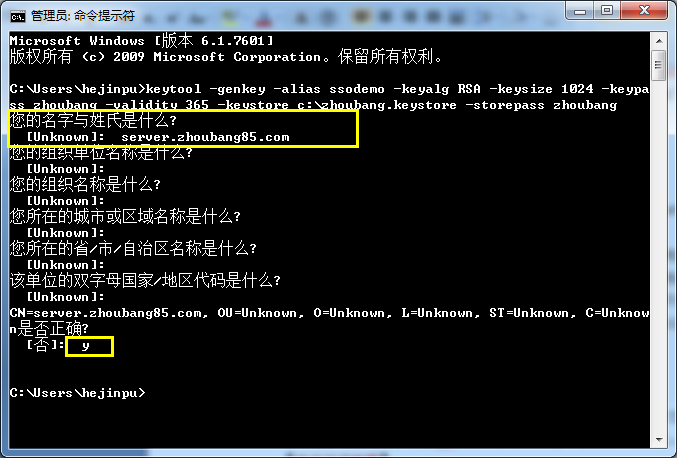 管理员: 命令提示符
Microsoft Windows [版本 6.1.7601]
版权所有 (c) 2009 Microsoft Corporation。保留所有权利。
C:\Users\hejinpu>keytool -genkey -alias ssodemo -keyalg RSA -keysize 1024 -keypa
ss zhoubang -validity 365 -keystore c:\zhoubang.keystore -storepass zhoubang
您的名字与姓氏是什么?
[Unknown]:  server.zhoubang85.com
您的组织单位名称是什么?
[Unknown]:
您的组织名称是什么?
[Unknown]:
您所在的城市或区域名称是什么?
[Unknown]:
您所在的省/市/自治区名称是什么?
[Unknown]:
该单位的双字母国家/地区代码是什么?
[Unknown]:
CN=server.zhoubang85.com, OU=Unknown, O=Unknown, L=Unknown, ST=Unknown, C=Unknow
n是否正确?
[否]:  y
C:\Users\hejinpu>